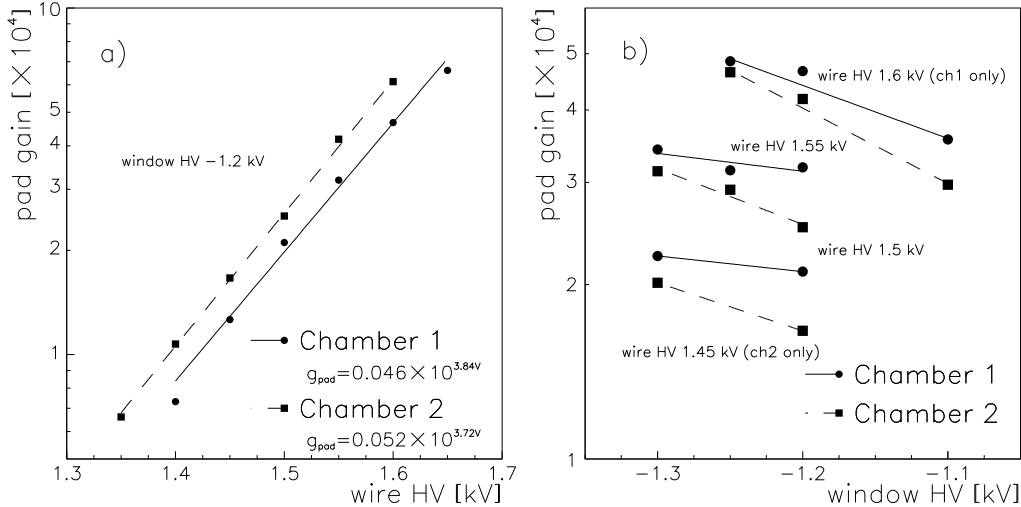 a)
pad gain [×10⁴]
10
5
4
3
2
1
window HV −1.2 kV
Chamber 1
g_pad=0.046×10^3.84V
Chamber 2
g_pad=0.052×10^3.72V
1.3 1.4 1.5 1.6 1.7
wire HV [kV]
b)
pad gain [×10⁴]
5
4
3
2
1
wire HV 1.6 kV (ch1 only)
wire HV 1.55 kV
wire HV 1.5 kV
wire HV 1.45 kV (ch2 only)
Chamber 1
Chamber 2
−1.3 −1.2 −1.1
window HV [kV]